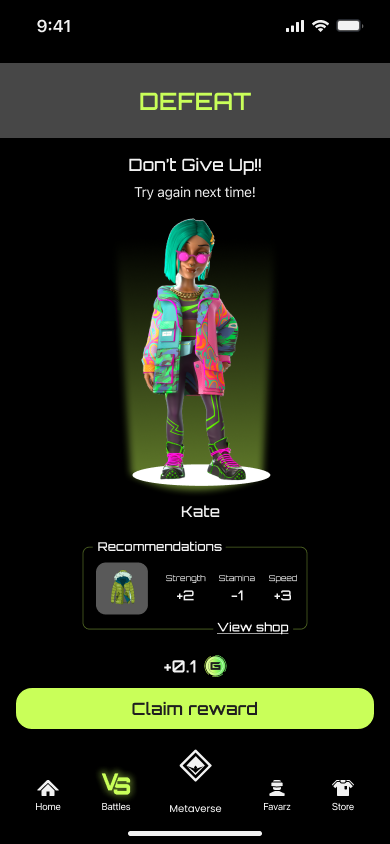 9:41
DEFEAT
Don't Give Up!!
Try again next time!
Kate
Recommendations
Strength Stamina Speed
+2 -1 +3
View shop
+0.1 G
Claim reward
VS
Home Battles Metaverse Favarz Store